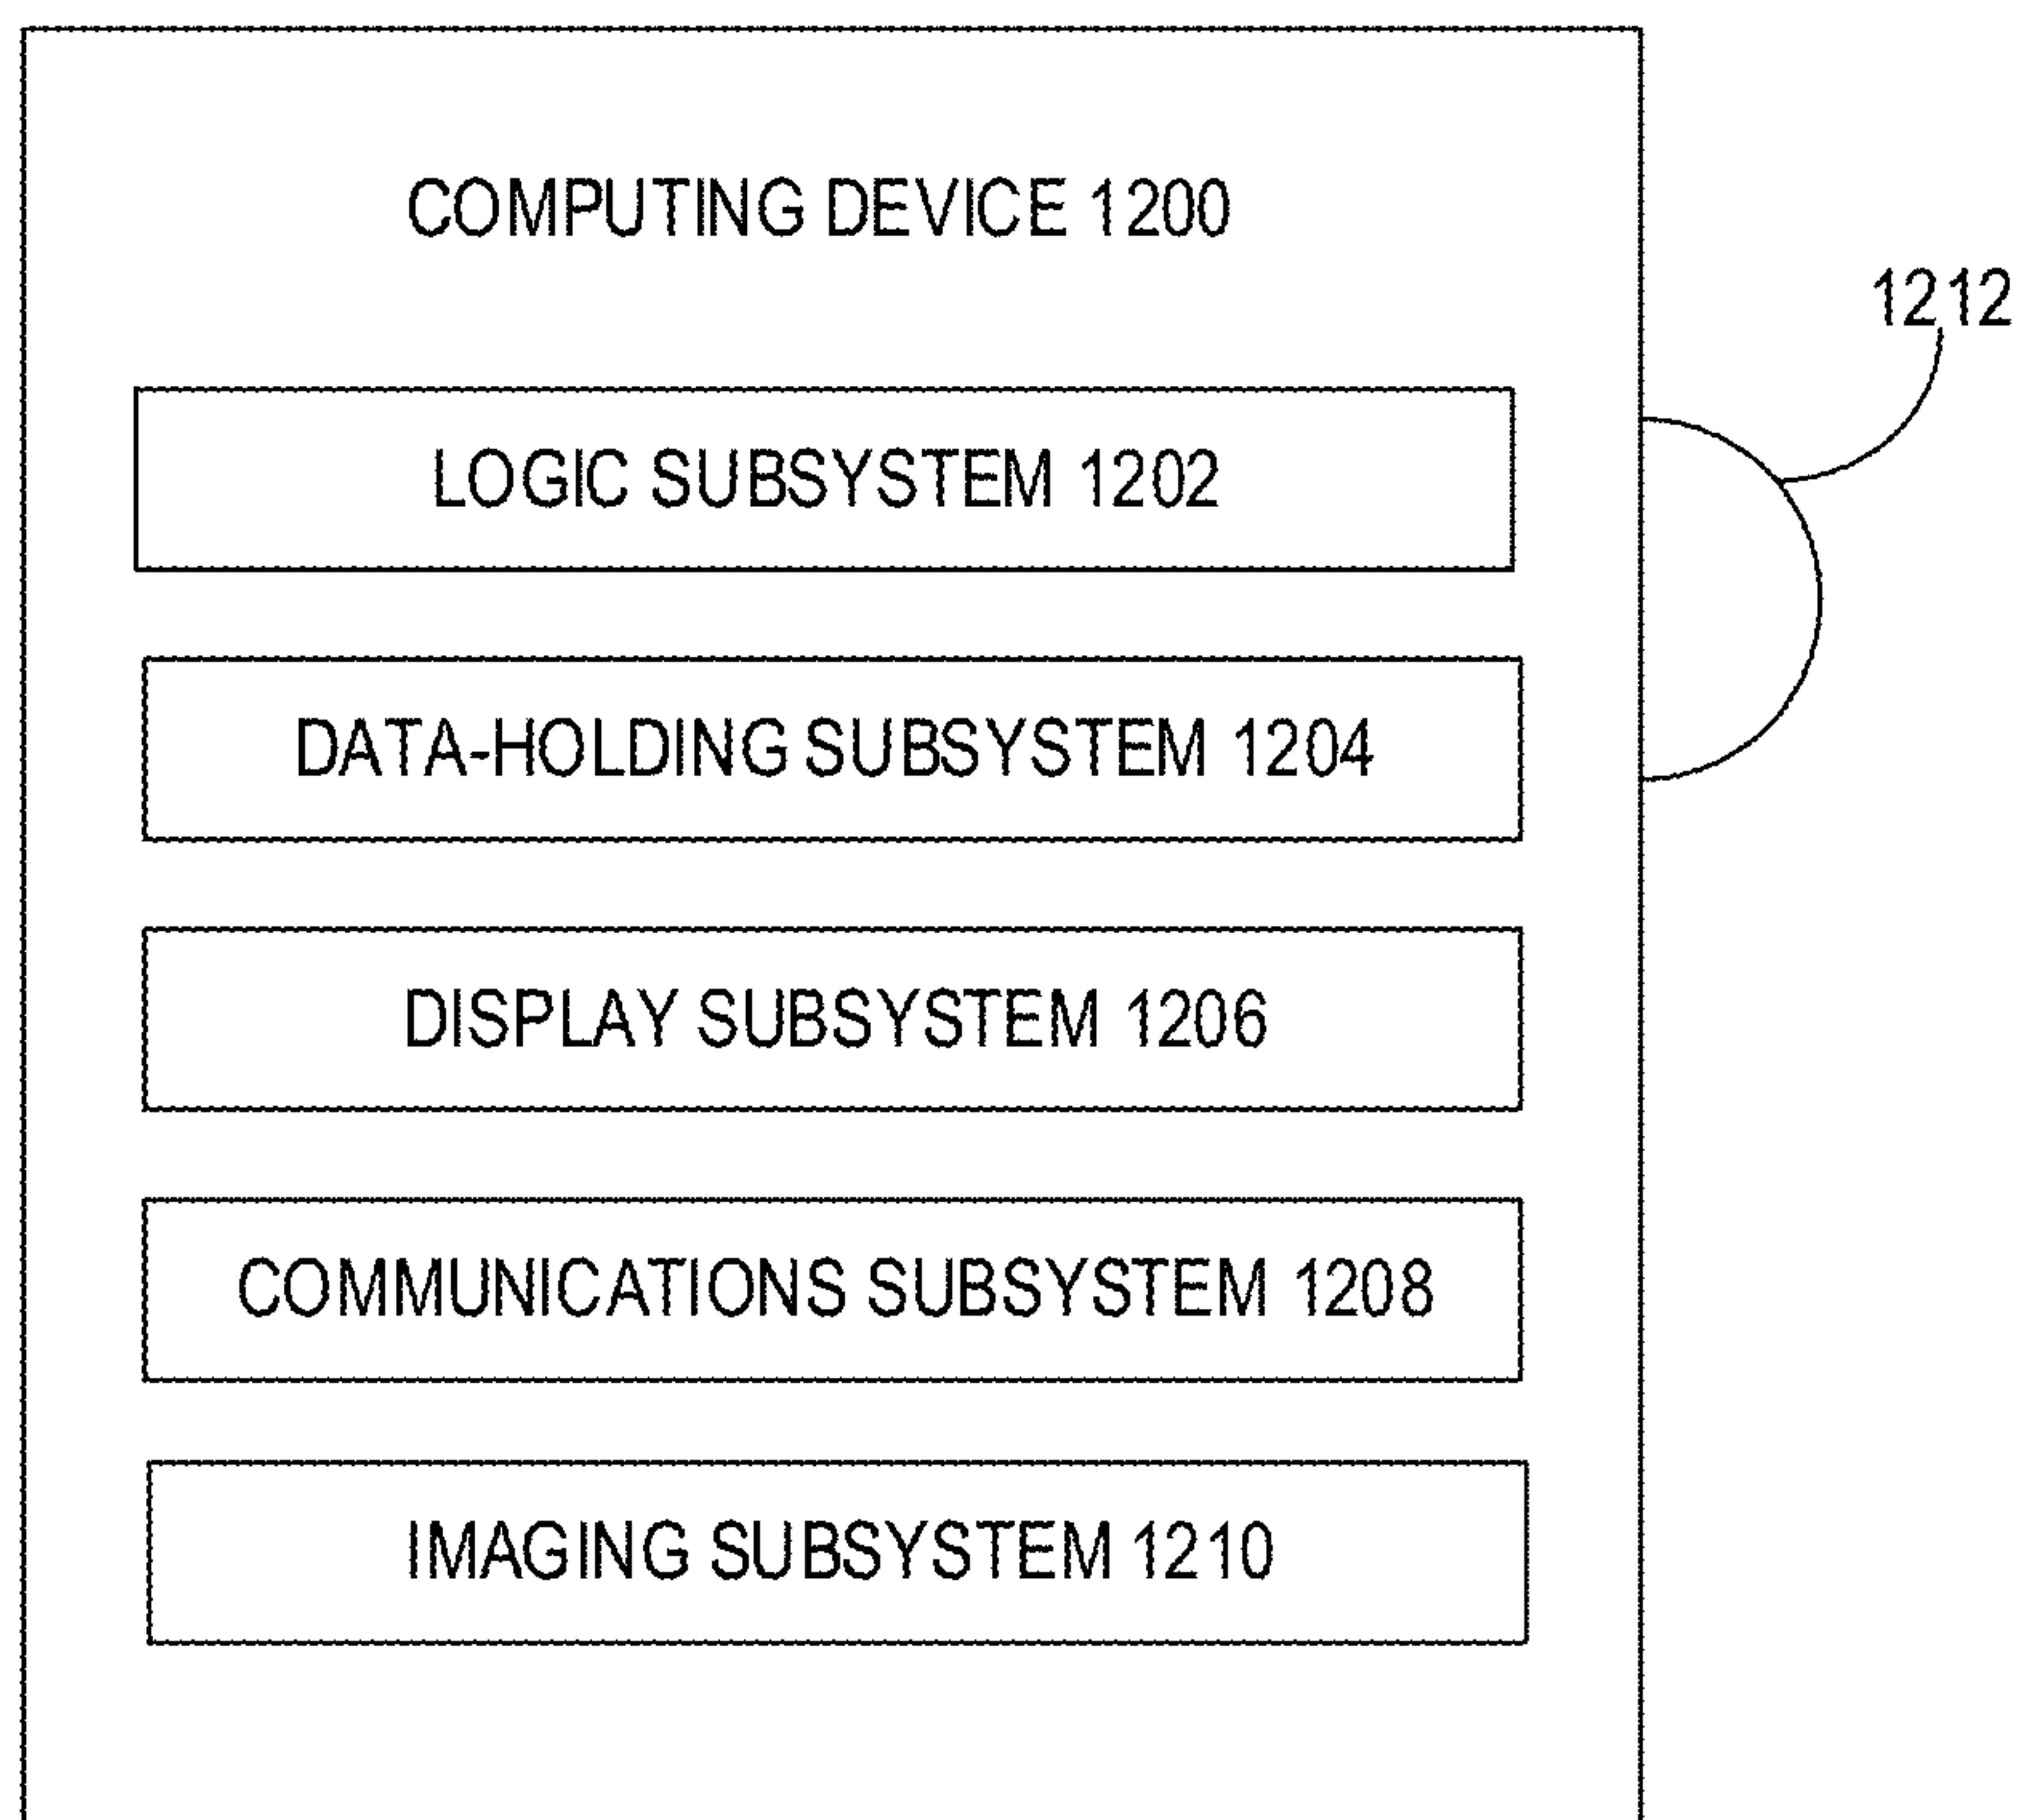 COMPUTING DEVICE 1200
1212
LOGIC SUBSYSTEM 1202
DATA-HOLDING SUBSYSTEM 1204
DISPLAY SUBSYSTEM 1206
COMMUNICATIONS SUBSYSTEM 1208
IMAGING SUBSYSTEM 1210